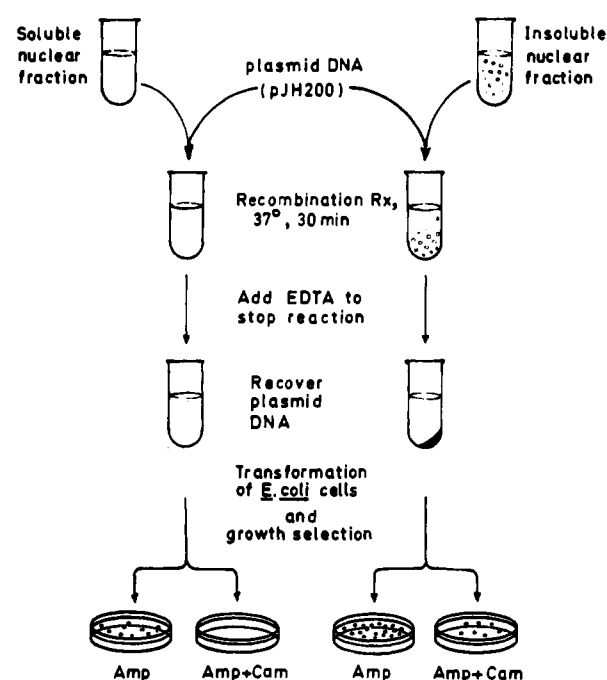 Soluble
nuclear
fraction
plasmid DNA
(pJH200)
Insoluble
nuclear
fraction
Recombination Rx,
37°, 30 min
Add EDTA to
stop reaction
Recover
plasmid
DNA
Transformation
of E.coli cells
and
growth selection
Amp
Amp+Cam
Amp
Amp+Cam